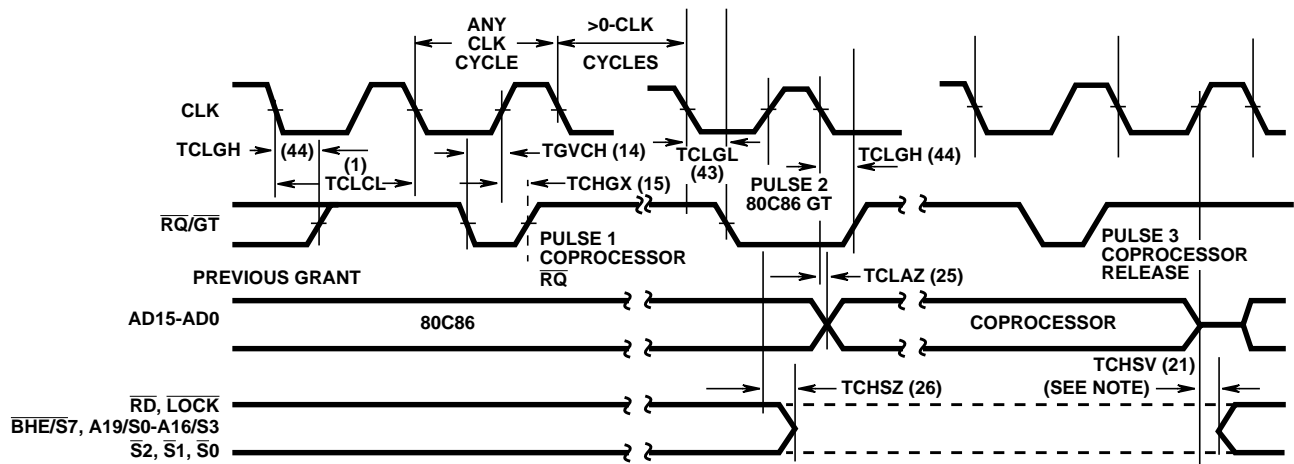 ANY
CLK
CYCLE
>0-CLK
CYCLES
CLK
TCLGH
(44)
(1)
TCLCL
TGVCH (14)
TCHGX (15)
TCLGL
(43)
TCLGH (44)
PULSE 2
80C86 GT
RQ/GT
PULSE 1
COPROCESSOR
RQ
PULSE 3
COPROCESSOR
RELEASE
PREVIOUS GRANT
TCLAZ (25)
AD15-AD0
80C86
COPROCESSOR
TCHSV (21)
(SEE NOTE)
TCHSZ (26)
RD, LOCK
BHE/S7, A19/S0-A16/S3
S2, S1, S0